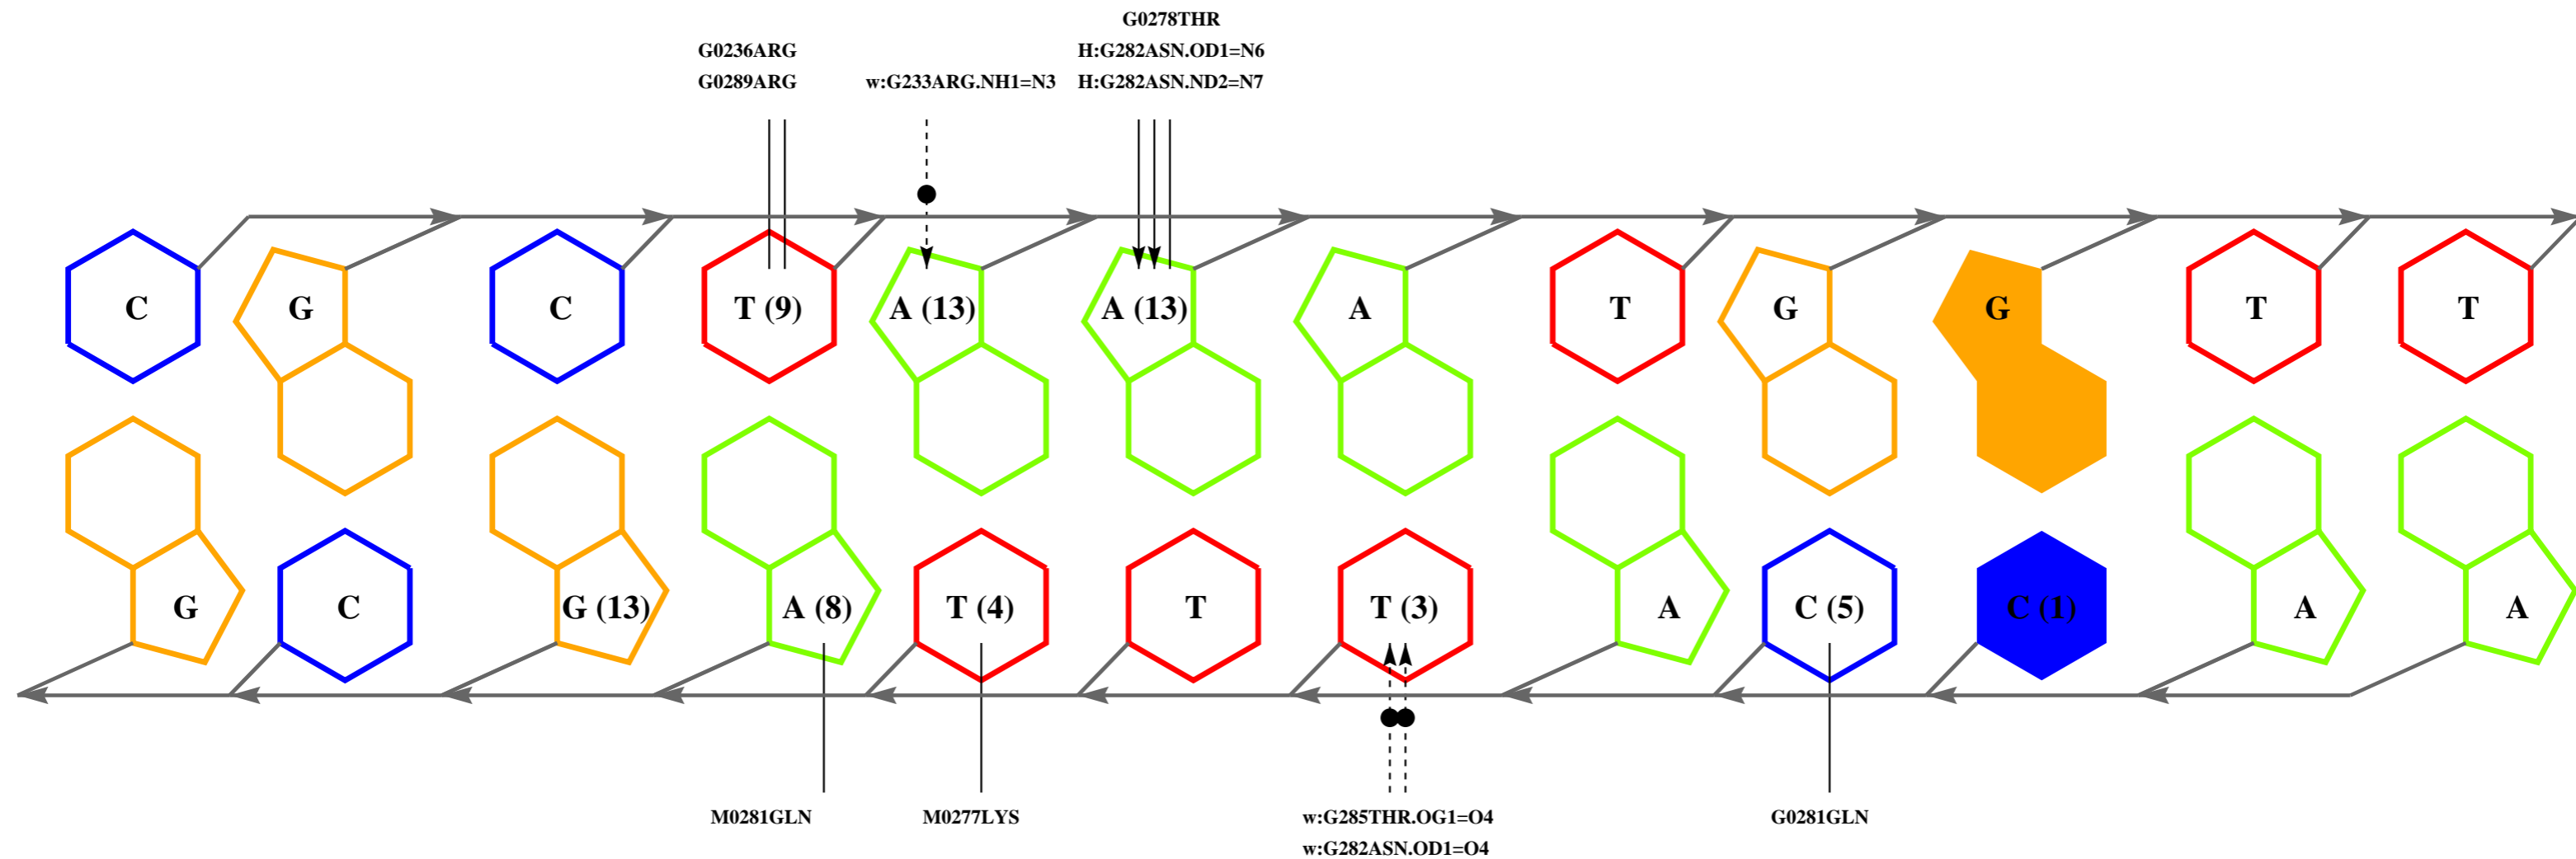 G0278THR
G0236ARG H:G282ASN.OD1=N6
G0289ARG w:G233ARG.NH1=N3 H:G282ASN.ND2=N7
C G C T (9) A (13) A (13) A T G G T T
G C G (13) A (8) T (4) T T (3) A C (5) C (1) A A
M0281GLN M0277LYS w:G285THR.OG1=O4 G0281GLN
w:G282ASN.OD1=O4